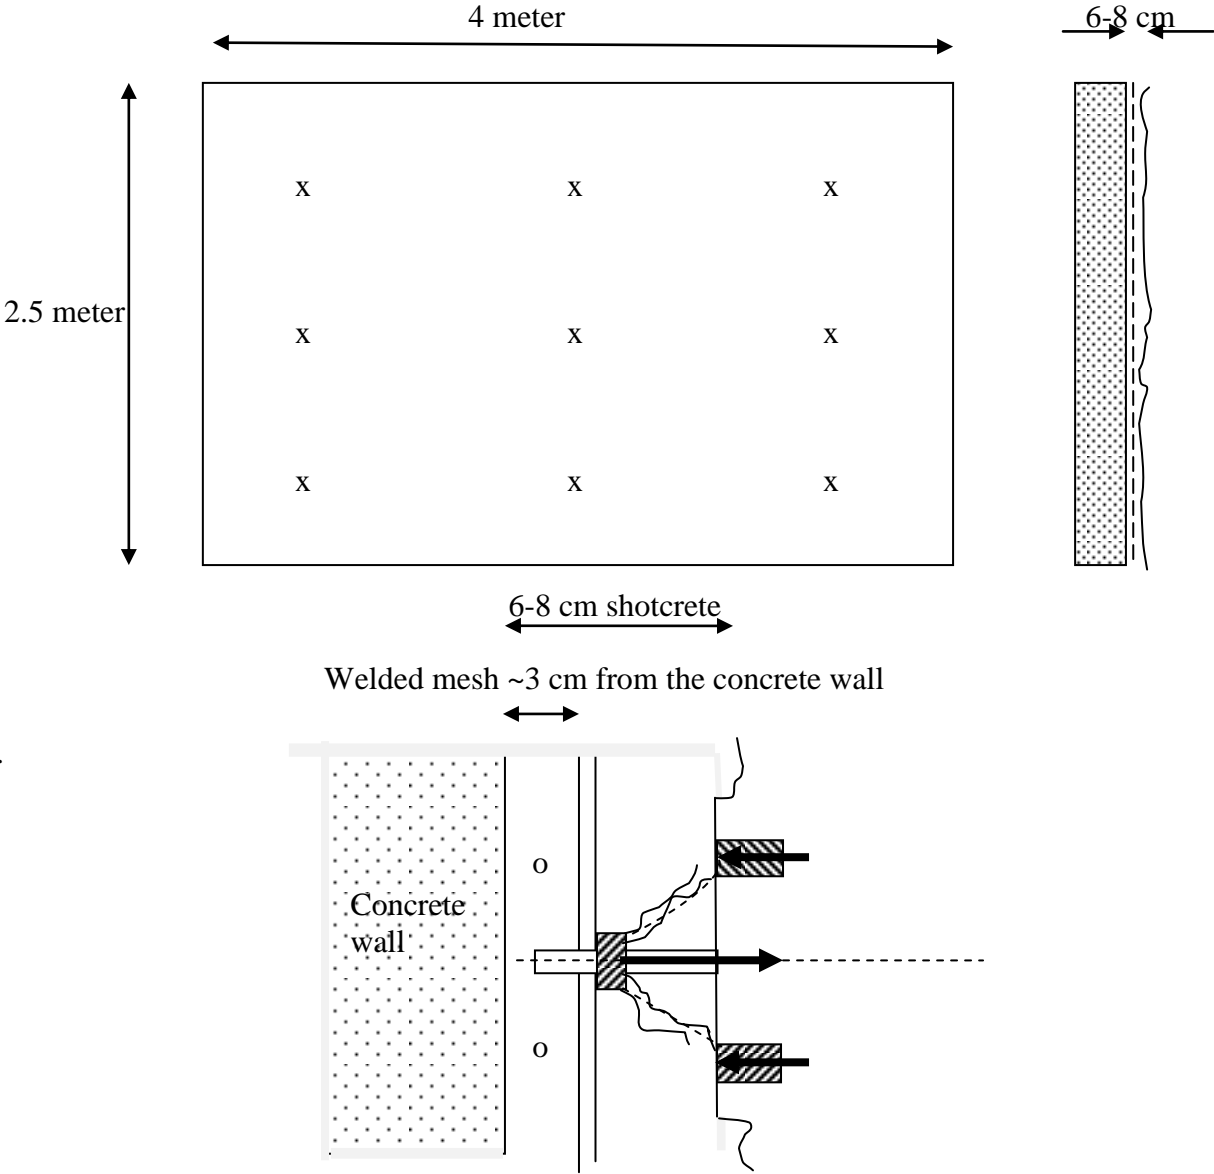 4 meter
6-8 cm
x x x
2.5 meter
x x x
x x x
6-8 cm shotcrete
Welded mesh ~3 cm from the concrete wall
o
Concrete
wall
o